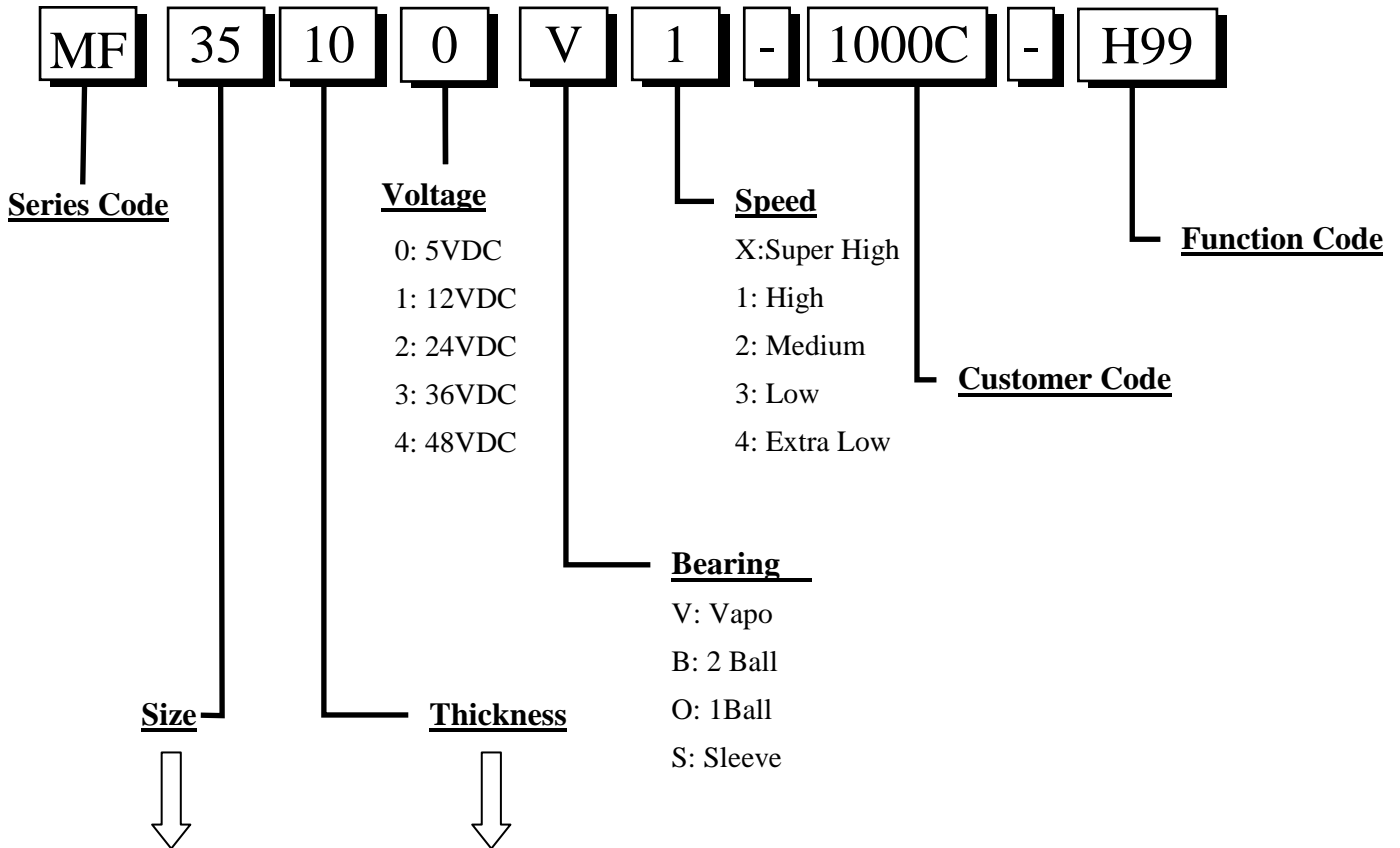 MF 35 10 0 V 1 - 1000C - H99
Series Code
Voltage
0: 5VDC
1: 12VDC
2: 24VDC
3: 36VDC
4: 48VDC
Speed
X:Super High
1: High
2: Medium
3: Low
4: Extra Low
Function Code
Customer Code
Bearing
V: Vapo
B: 2 Ball
O: 1Ball
S: Sleeve
Size
Thickness